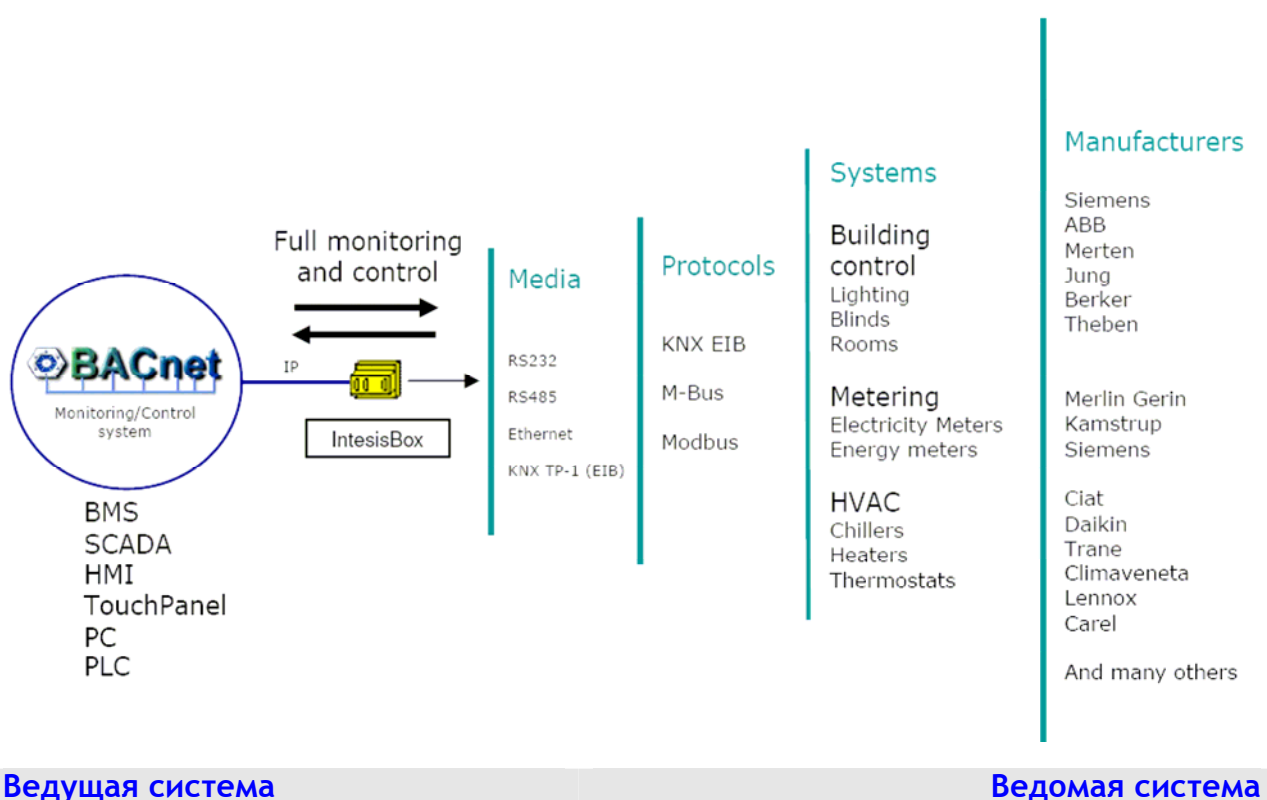 Full monitoring
and control
BACnet
Monitoring/Control
system
IP
IntesisBox
BMS
SCADA
HMI
TouchPanel
PC
PLC
Media
RS232
RS485
Ethernet
KNX TP-1 (EIB)
Protocols
KNX EIB
M-Bus
Modbus
Systems
Building
control
Lighting
Blinds
Rooms
Metering
Electricity Meters
Energy meters
HVAC
Chillers
Heaters
Thermostats
Manufacturers
Siemens
ABB
Merten
Jung
Berker
Theben
Merlin Gerin
Kamstrup
Siemens
Ciat
Daikin
Trane
Climaveneta
Lennox
Carel
And many others
Ведущая система
Ведомая система